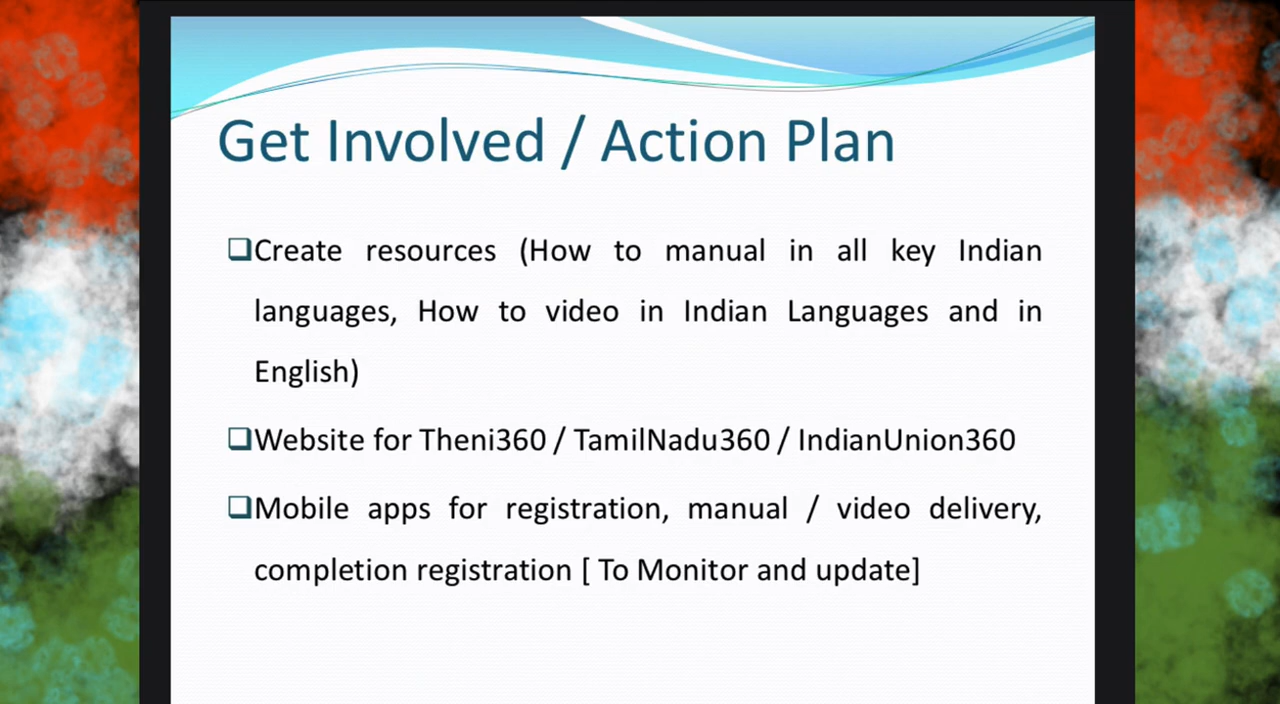 Get Involved / Action Plan
❑Create resources (How to manual in all key Indian
languages, How to video in Indian Languages and in
English)
❑Website for Theni360 / TamilNadu360 / IndianUnion360
❑Mobile apps for registration, manual / video delivery,
completion registration [ To Monitor and update]